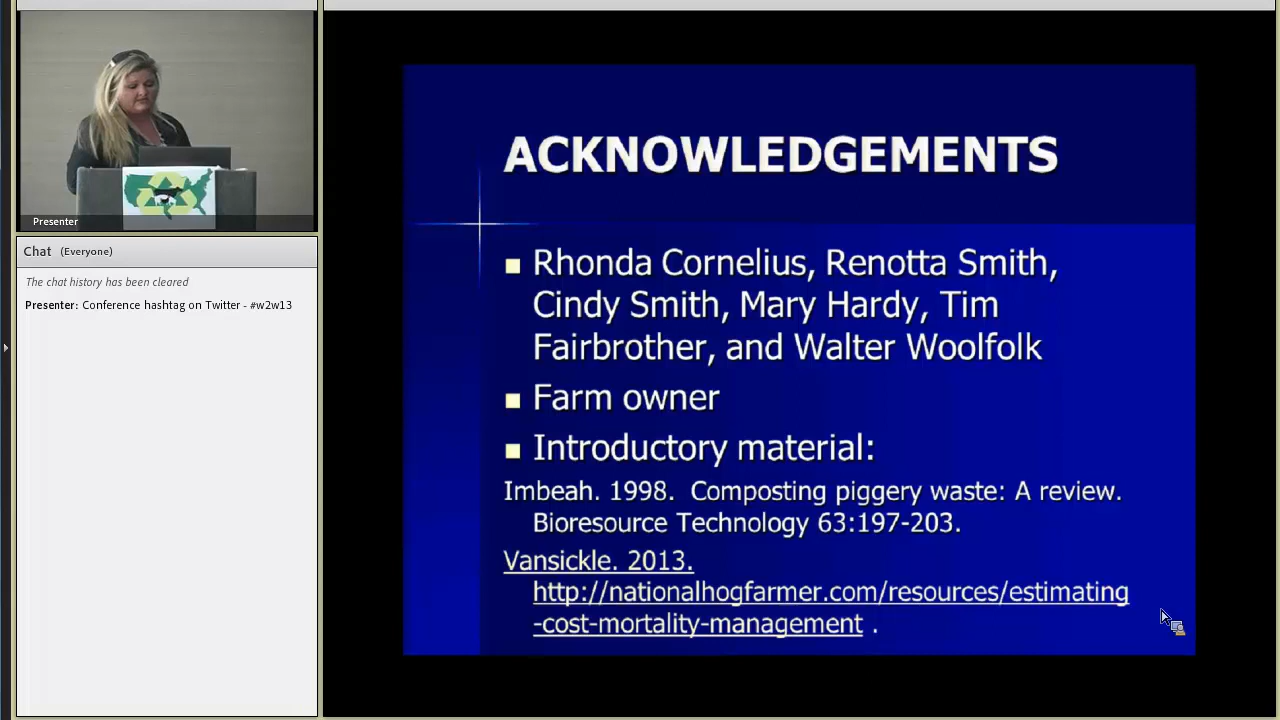 Presenter
Chat (Everyone)
The chat history has been cleared
Presenter: Conference hashtag on Twitter - #w2w13
ACKNOWLEDGEMENTS
Rhonda Cornelius, Renotta Smith,
Cindy Smith, Mary Hardy, Tim
Fairbrother, and Walter Woolfolk
Farm owner
Introductory material:
Imbeah. 1998. Composting piggery waste: A review.
Bioresource Technology 63:197-203.
Vansickle. 2013.
http://nationalhogfarmer.com/resources/estimating
-cost-mortality-management .